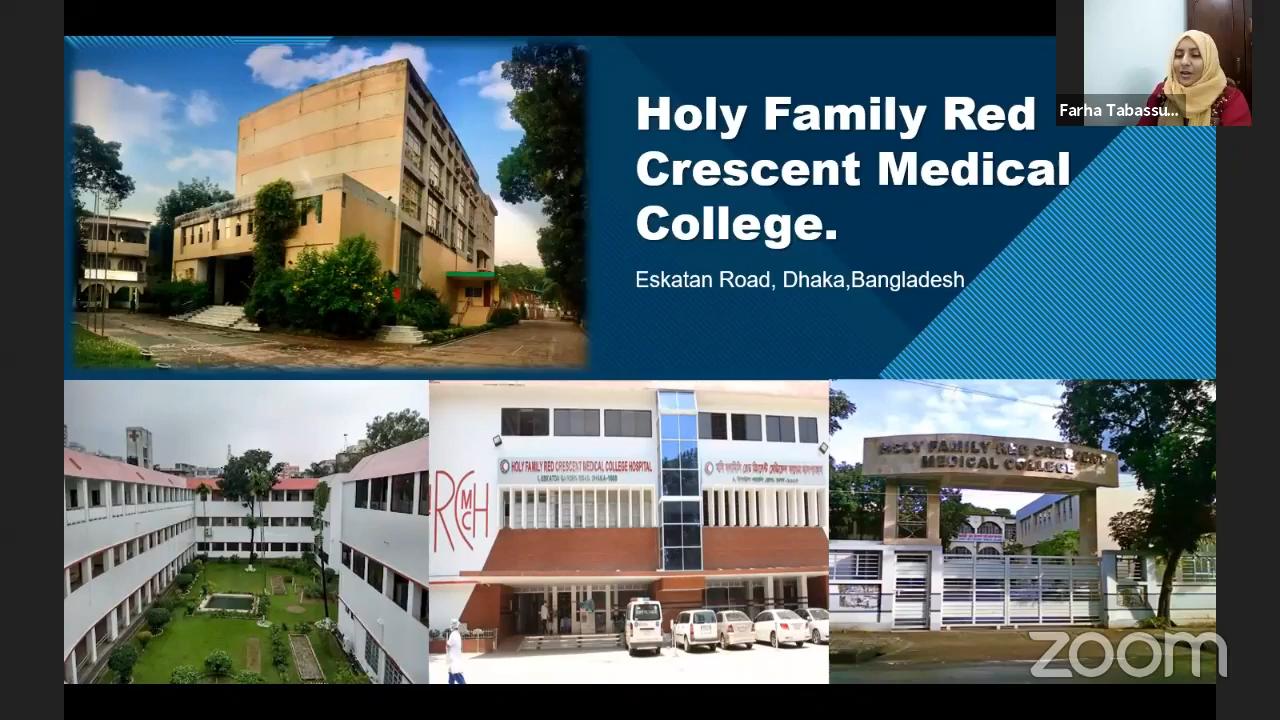 Holy Family Red
Crescent Medical
College.
Eskatan Road, Dhaka,Bangladesh
Farha Tabassu...
HOLY FAMILY RED CRESCENT MEDICAL COLLEGE HOSPITAL
HOLY FAMILY RED CRESCENT
MEDICAL COLLEGE
zoom